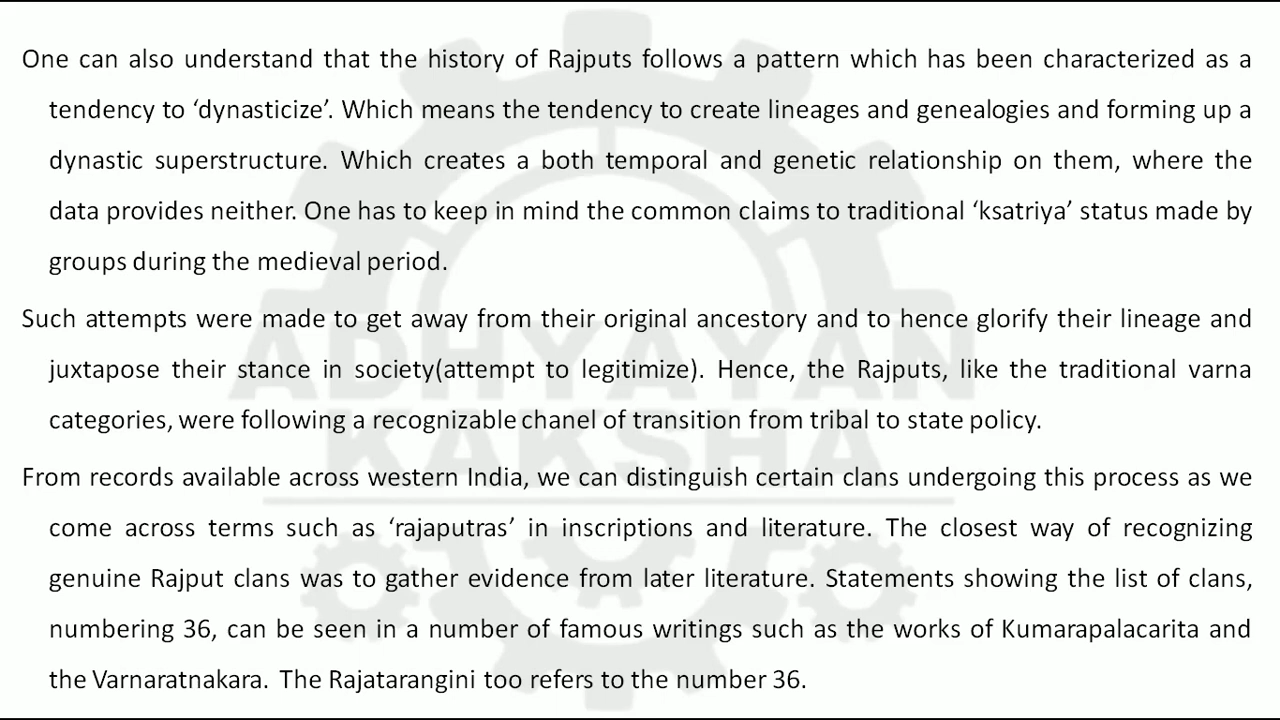 One can also understand that the history of Rajputs follows a pattern which has been characterized as a
tendency to ‘dynasticize’. Which means the tendency to create lineages and genealogies and forming up a
dynastic superstructure. Which creates a both temporal and genetic relationship on them, where the
data provides neither. One has to keep in mind the common claims to traditional ‘ksatriya’ status made by
groups during the medieval period.
Such attempts were made to get away from their original ancestory and to hence glorify their lineage and
juxtapose their stance in society(attempt to legitimize). Hence, the Rajputs, like the traditional varna
categories, were following a recognizable chanel of transition from tribal to state policy.
From records available across western India, we can distinguish certain clans undergoing this process as we
come across terms such as ‘rajaputras’ in inscriptions and literature. The closest way of recognizing
genuine Rajput clans was to gather evidence from later literature. Statements showing the list of clans,
numbering 36, can be seen in a number of famous writings such as the works of Kumarapalacarita and
the Varnaratnakara. The Rajatarangini too refers to the number 36.
ADHYAYAN
KAKSHA